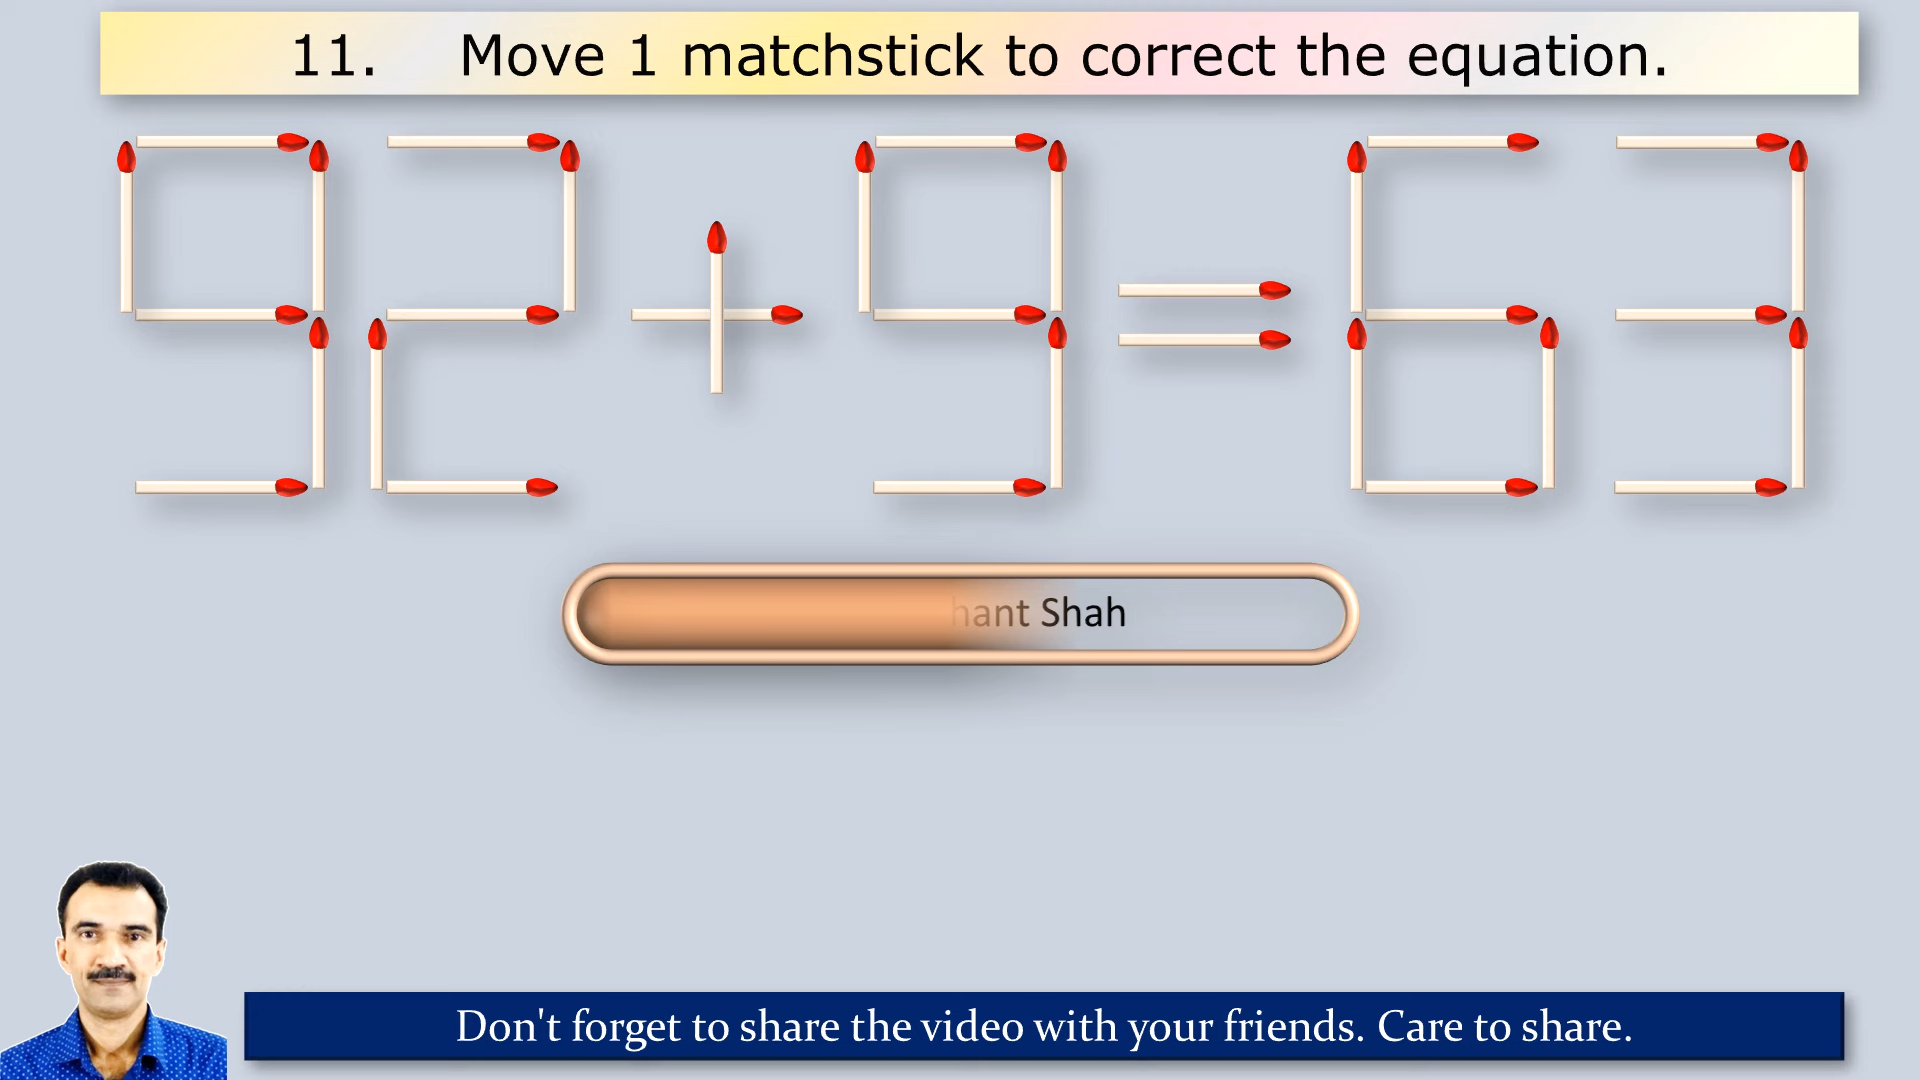 11. Move 1 matchstick to correct the equation.
92+9=63
hant Shah
Don't forget to share the video with your friends. Care to share.